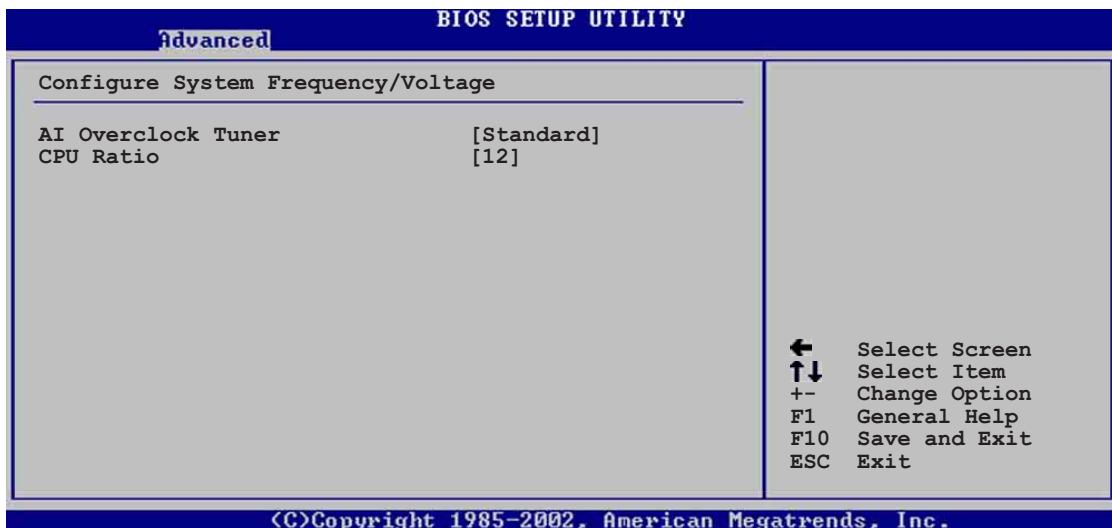 BIOS SETUP UTILITY
Advanced
Configure System Frequency/Voltage
AI Overclock Tuner [Standard]
CPU Ratio [12]
← Select Screen
↑↓ Select Item
+- Change Option
F1 General Help
F10 Save and Exit
ESC Exit
(C)Copyright 1985-2002, American Megatrends, Inc.